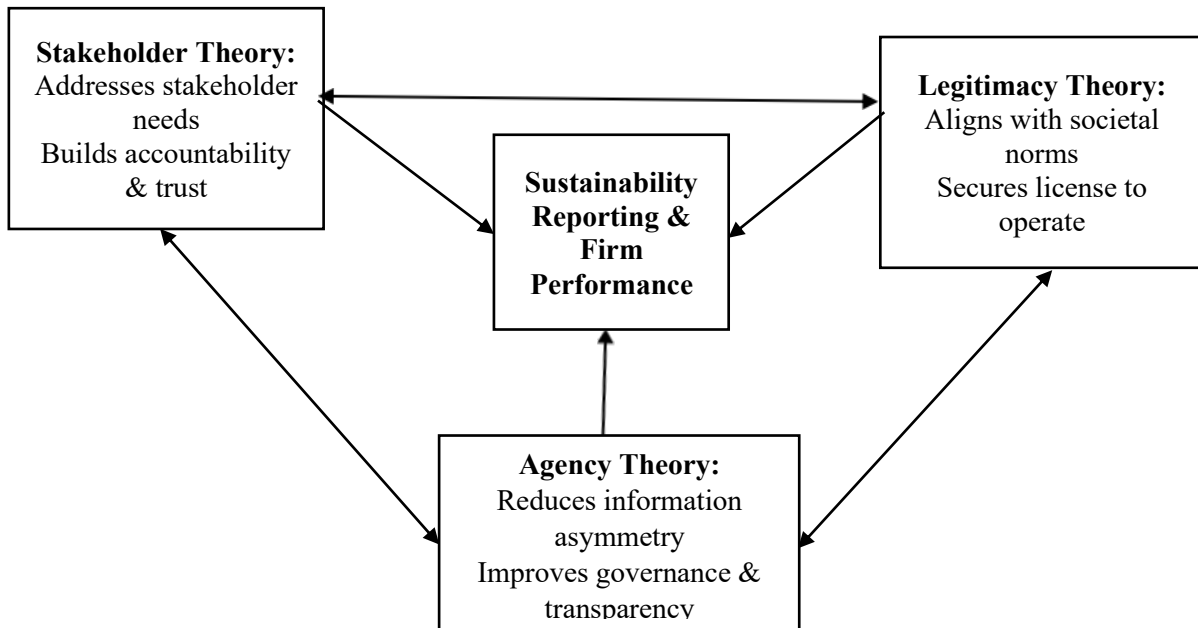 Stakeholder Theory:
Addresses stakeholder
needs
Builds accountability
& trust
Legitimacy Theory:
Aligns with societal
norms
Secures license to
operate
Sustainability
Reporting &
Firm
Performance
Agency Theory:
Reduces information
asymmetry
Improves governance &
transparency